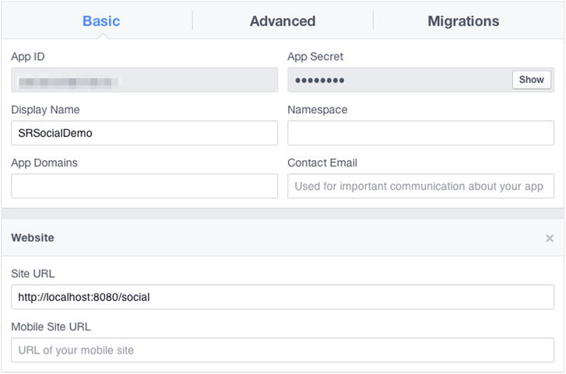 Basic Advanced Migrations
App ID App Secret
•••••••• Show
Display Name Namespace
SRSocialDemo
App Domains Contact Email
Used for important communication about your app
Website ×
Site URL
http://localhost:8080/social
Mobile Site URL
URL of your mobile site